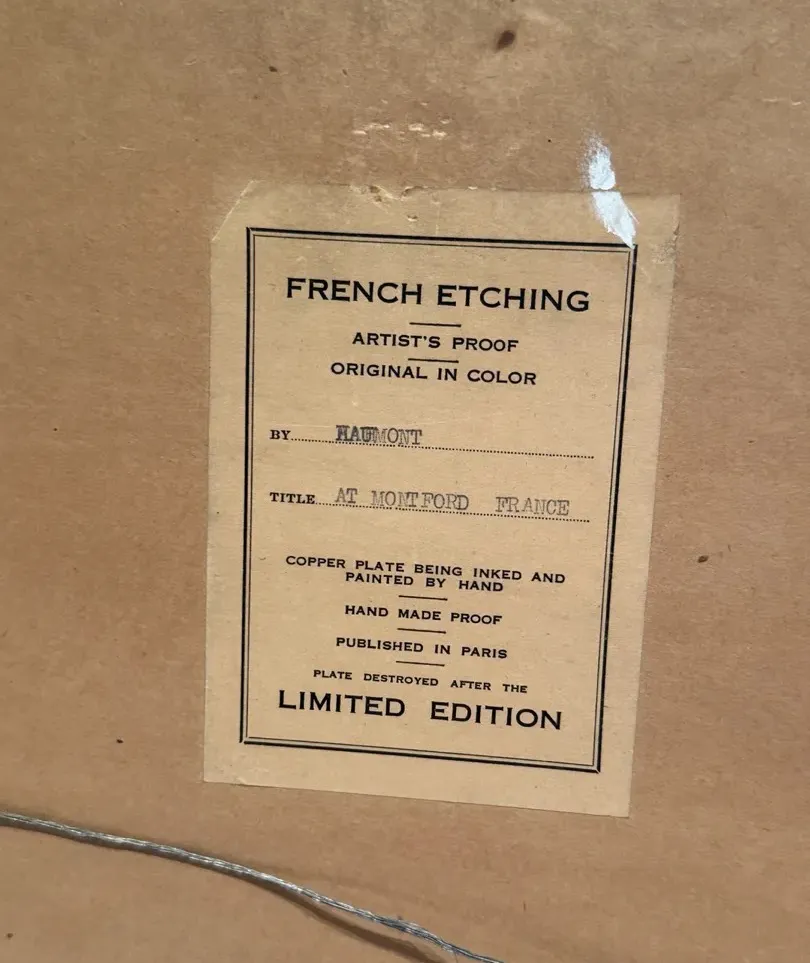 FRENCH ETCHING
ARTIST'S PROOF
ORIGINAL IN COLOR
BY HAUMONT
TITLE AT MONTFORD FRANCE
COPPER PLATE BEING INKED AND
PAINTED BY HAND
HAND MADE PROOF
PUBLISHED IN PARIS
PLATE DESTROYED AFTER THE
LIMITED EDITION